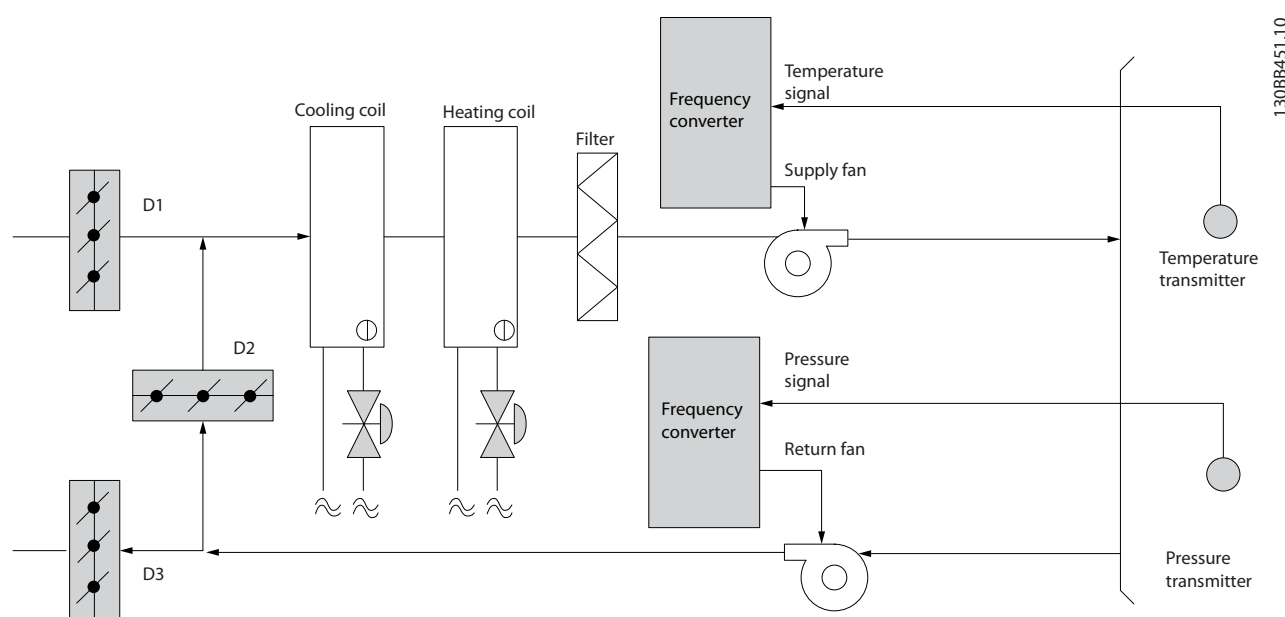 130BB451.10
Temperature
signal
Frequency
converter
Cooling coil
Heating coil
Filter
Supply fan
D1
Temperature
transmitter
D2
Pressure
signal
Frequency
converter
Return fan
D3
Pressure
transmitter